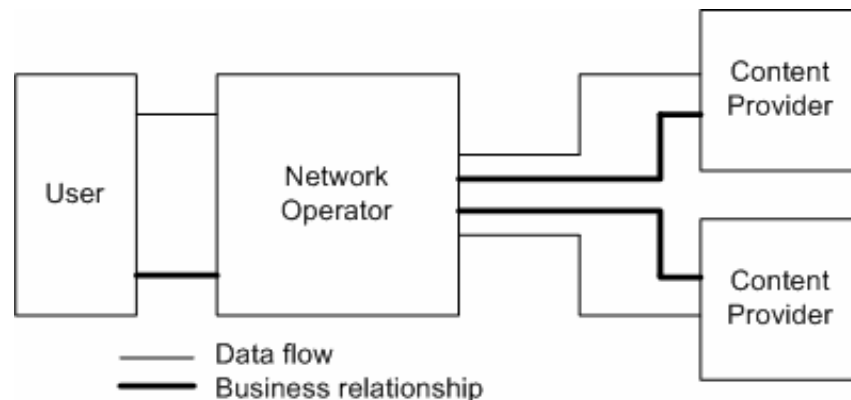 User
Network
Operator
Content
Provider
Content
Provider
Data flow
Business relationship